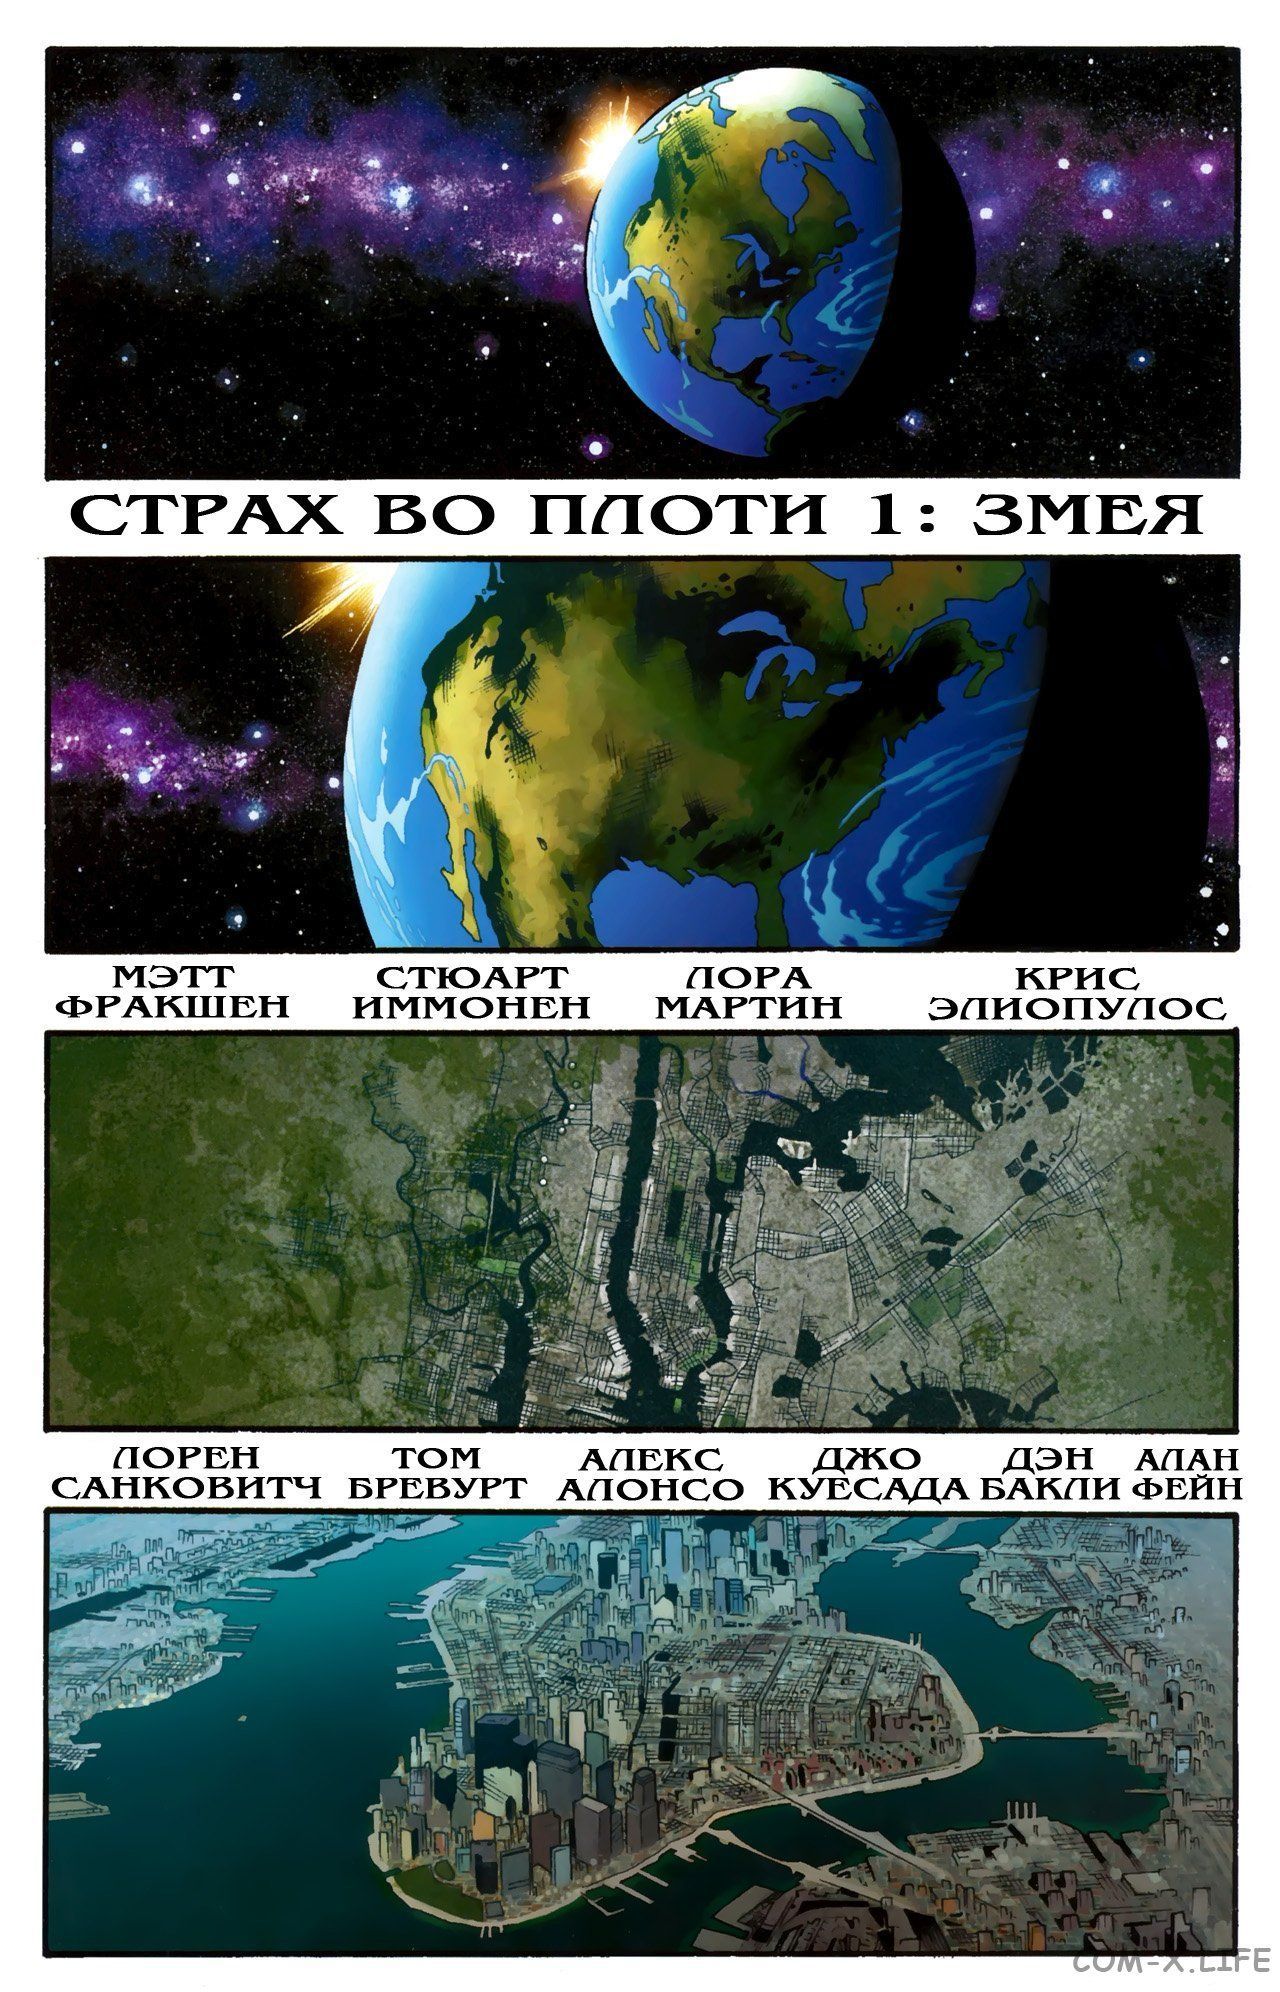 СТРАХ ВО ПЛОТИ 1: ЗМЕЯ
МЭТТ СТЮАРТ ЛОРА КРИС
ФРАКШЕН ИММОНЕН МАРТИН ЭЛИОПУЛОС
ЛОРЕН ТОМ АЛЕКС ДЖО ДЭН АЛАН
САНКОВИТЧ БРЕВУРТ АЛОНСО КУЕСАДА БАКЛИ ФЕЙН
COM-X.LIFE